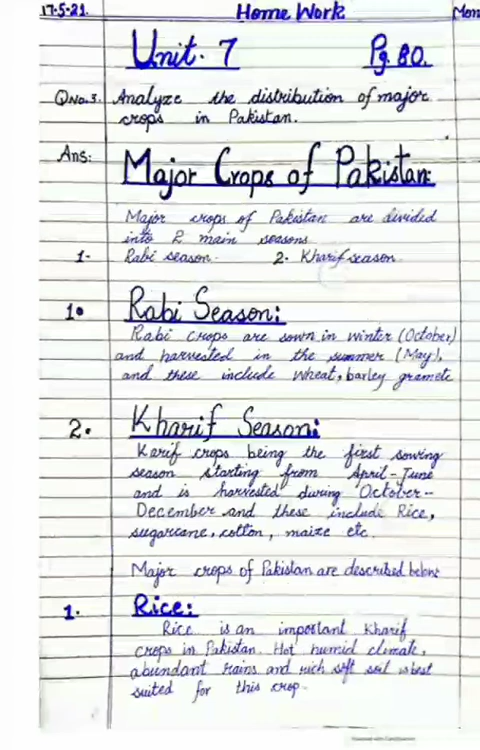 17-5-21. Home Work Mon
Unit. 7 Pg. 80.
QNo.3. Analyze the distribution of major
crops in Pakistan.
Ans: Major Crops of Pakistan:
Major crops of Pakistan are divided
into 2 main seasons
1- Rabi season. 2. Kharif season
1. Rabi Season:
Rabi crops are sown in winter (October)
and harvested in the summer (May),
and these include wheat, barley grametc
2. Kharif Season:
Karif crops being the first sowing
season starting from April-June
and is harvested during October-
December and these include Rice,
sugarcane, cotton, maize etc.
Major crops of Pakistan are described below:
1. Rice:
Rice is an important Kharif
crops in Pakistan. Hot humid climate,
abundant rains and rich soft soil is best
suited for this crop.